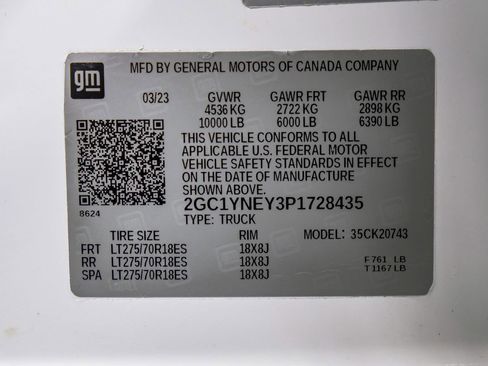 gm
MFD BY GENERAL MOTORS OF CANADA COMPANY
03/23 GVWR GAWR FRT GAWR RR
4536 KG 2722 KG 2898 KG
10000 LB 6000 LB 6390 LB
THIS VEHICLE CONFORMS TO ALL
APPLICABLE U.S. FEDERAL MOTOR
VEHICLE SAFETY STANDARDS IN EFFECT
ON THE DATE OF MANUFACTURE
SHOWN ABOVE.
8624
2GC1YNEY3P1728435
TYPE: TRUCK
TIRE SIZE RIM MODEL: 35CK20743
FRT LT275/70R18ES 18X8J
RR LT275/70R18ES 18X8J F 761 LB
SPA LT275/70R18ES 18X8J T 1167 LB